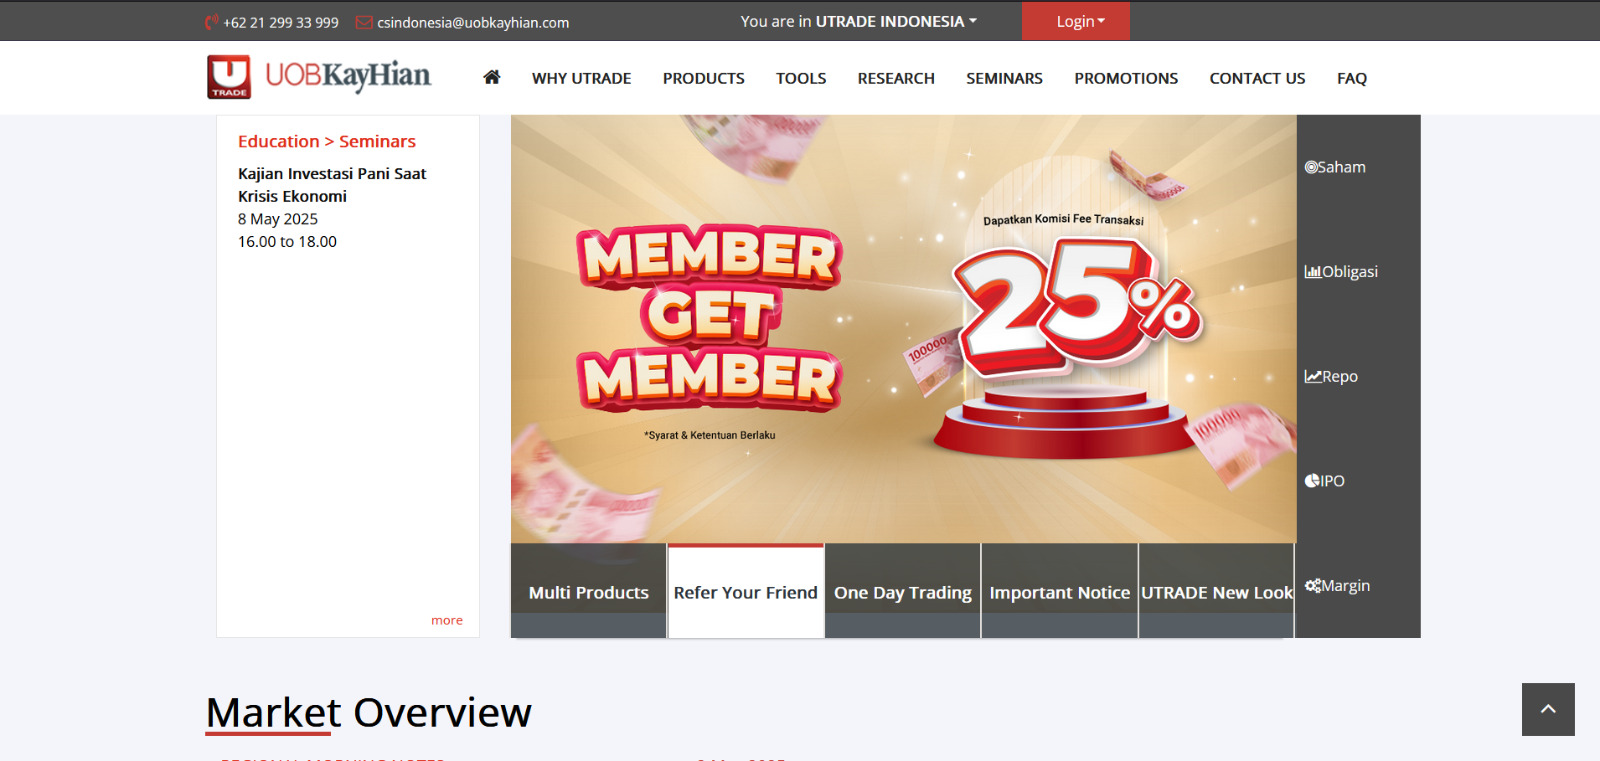 +62 21 299 33 999
csindonesia@uobkayhian.com
You are in UTRADE INDONESIA
Login
U
TRADE
UOBKayHian
WHY UTRADE
PRODUCTS
TOOLS
RESEARCH
SEMINARS
PROMOTIONS
CONTACT US
FAQ
Education > Seminars
Kajian Investasi Pani Saat
Krisis Ekonomi
8 May 2025
16.00 to 18.00
more
MEMBER
GET
MEMBER
*Syarat & Ketentuan Berlaku
Dapatkan Komisi Fee Transaksi
25%
100000
100000
Saham
Obligasi
Repo
IPO
Margin
Multi Products
Refer Your Friend
One Day Trading
Important Notice
UTRADE New Look
Market Overview